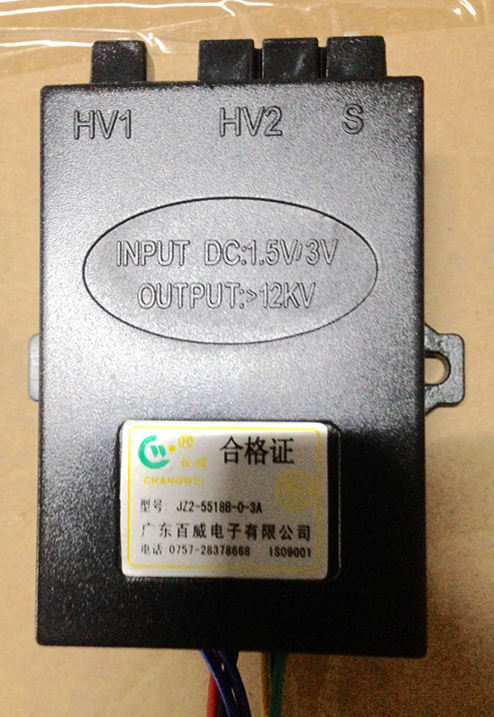 HV1 HV2 S
INPUT DC:1.5V/3V
OUTPUT:>12KV
® 合格证
CHANGWEI
型号: JZ2-5518B-0-3A
广东百威电子有限公司
电话 0757-28378668 ISO9001